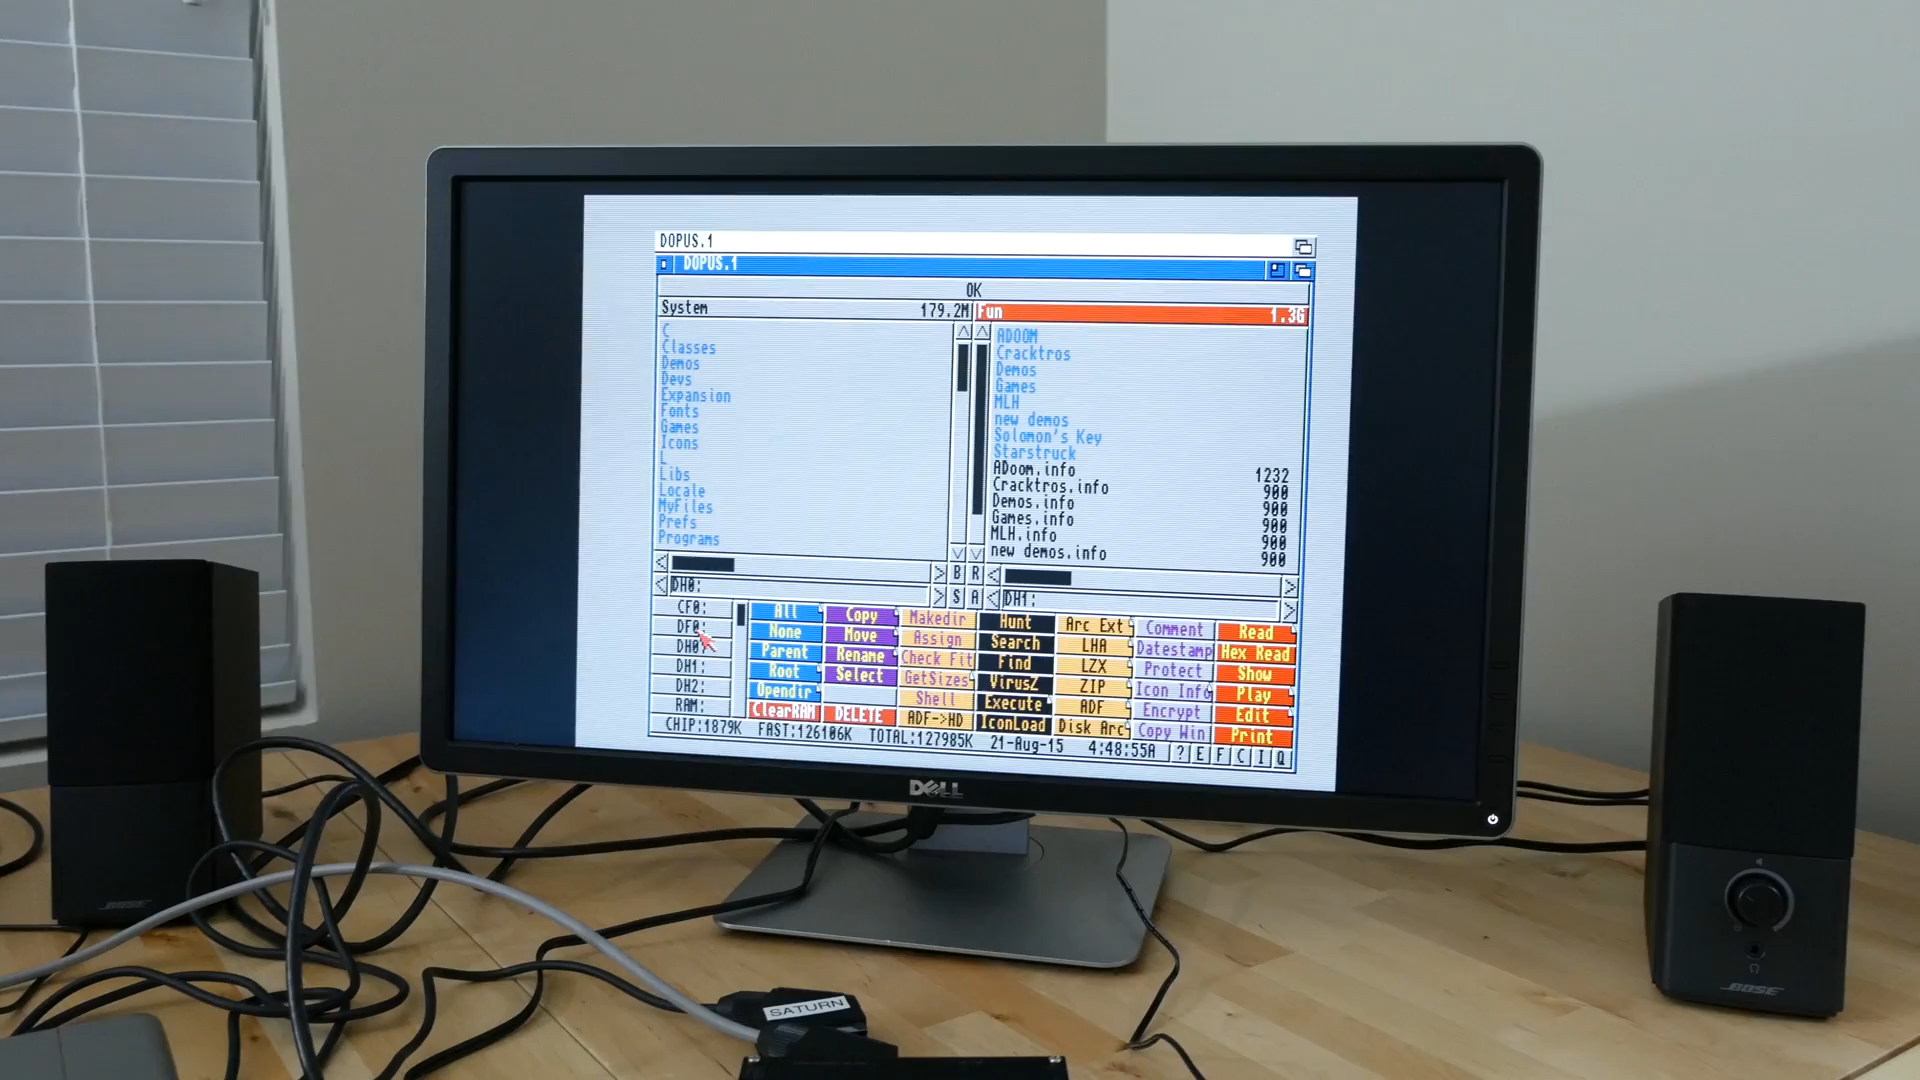 DOPUS.1
DOPUS.1
OK
System 179.2M
Fun 1.3G
C
Classes
Demos
Devs
Expansion
Fonts
Games
Icons
L
Libs
Locale
MyFiles
Prefs
Programs
ADOOM
Cracktros
Demos
Games
MLH
new demos
Solomon's Key
Starstruck
ADoom.info 1232
Cracktros.info 900
Demos.info 900
Games.info 900
MLH.info 900
new demos.info 900
B R
DH0: S A DH1:
CF0: All Copy Makedir Hunt Arc Ext Comment Read
DF0: None Move Assign Search LHA Datestamp Hex Read
DH0: Parent Rename Check Fit Find LZX Protect Show
DH1: Root Select GetSizes VirusZ ZIP Icon Info Play
DH2: Opendir Shell Execute ADF Encrypt Edit
RAM: ClearRAM DELETE ADF->HD IconLoad Disk Arc Copy Win Print
CHIP:1879K FAST:126106K TOTAL:127985K 21-Aug-15 4:48:55A ? E F C I Q
DELL
BOSE
BOSE
SATURN